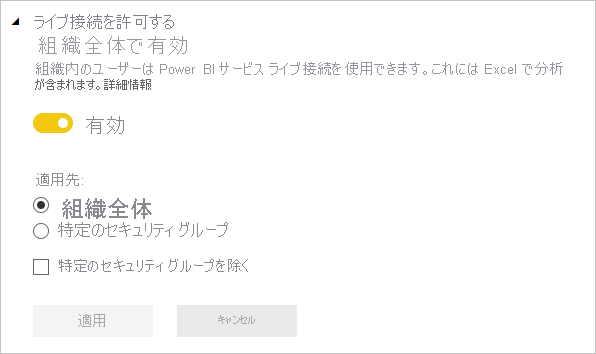 ライブ接続を許可する
組織全体で有効
組織内のユーザーは Power BI サービス ライブ接続を使用できます。これには Excel で分析
が含まれます。詳細情報
有効
適用先:
組織全体
特定のセキュリティ グループ
特定のセキュリティ グループを除く
適用
キャンセル